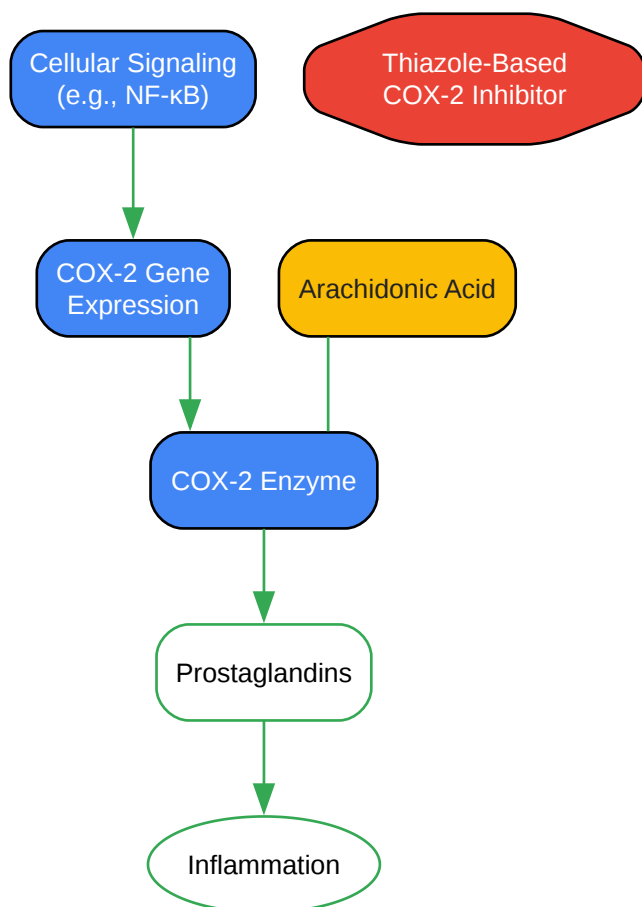 Cellular Signaling
(e.g., NF-κB)
Thiazole-Based
COX-2 Inhibitor
COX-2 Gene
Expression
Arachidonic Acid
COX-2 Enzyme
Prostaglandins
Inflammation